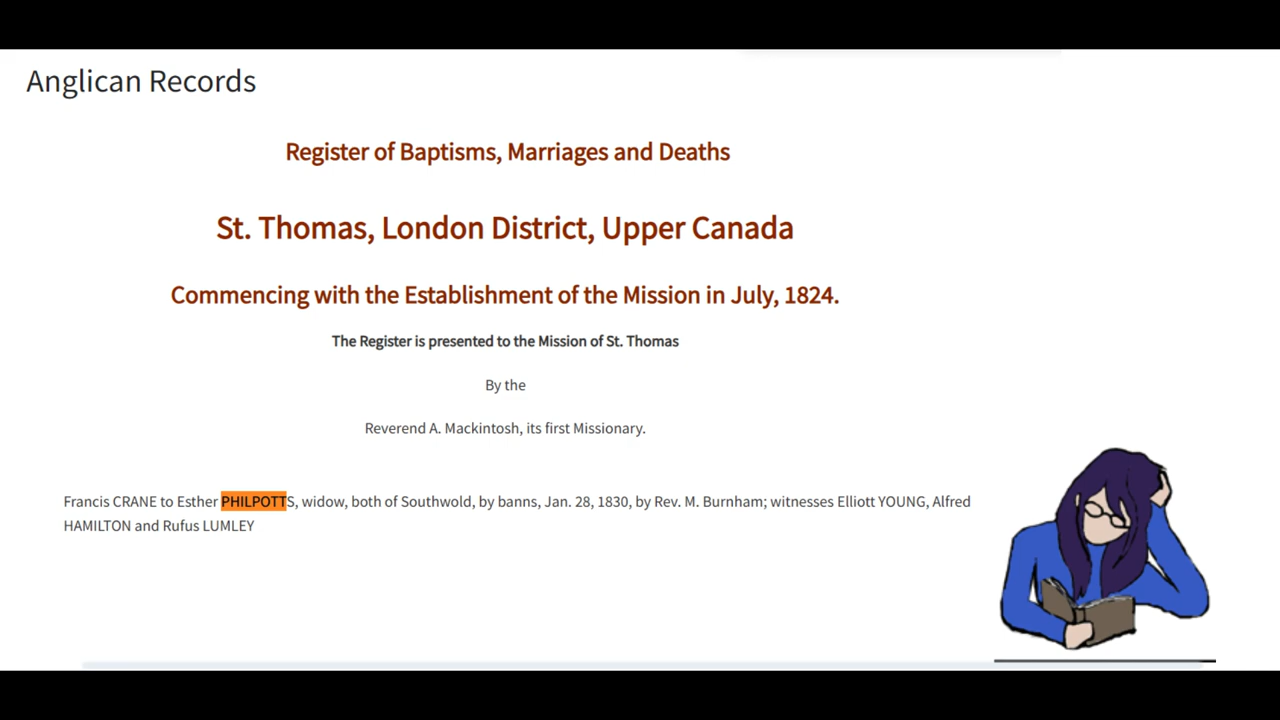 Anglican Records
Register of Baptisms, Marriages and Deaths
St. Thomas, London District, Upper Canada
Commencing with the Establishment of the Mission in July, 1824.
The Register is presented to the Mission of St. Thomas
By the
Reverend A. Mackintosh, its first Missionary.
Francis CRANE to Esther PHILPOTTS, widow, both of Southwold, by banns, Jan. 28, 1830, by Rev. M. Burnham; witnesses Elliott YOUNG, Alfred
HAMILTON and Rufus LUMLEY